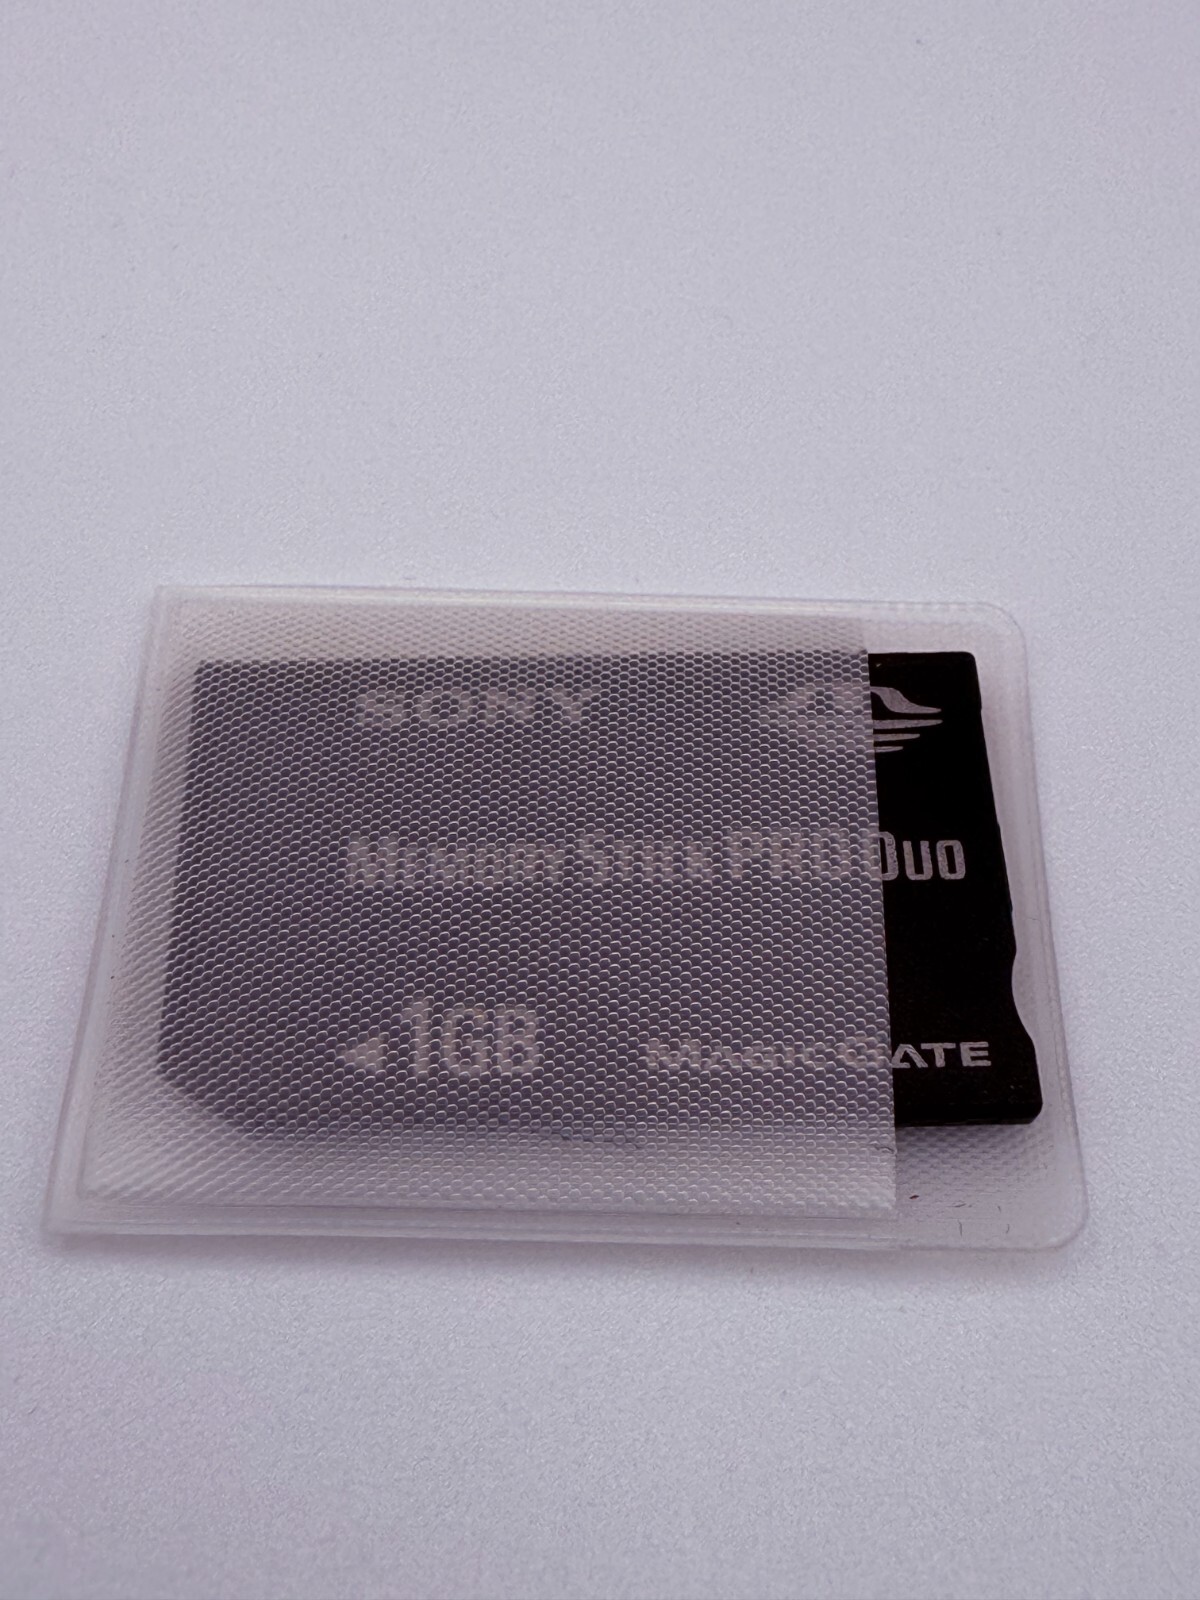 SONY
MEMORY STICK PRO DUO
1GB
MAGICGATE